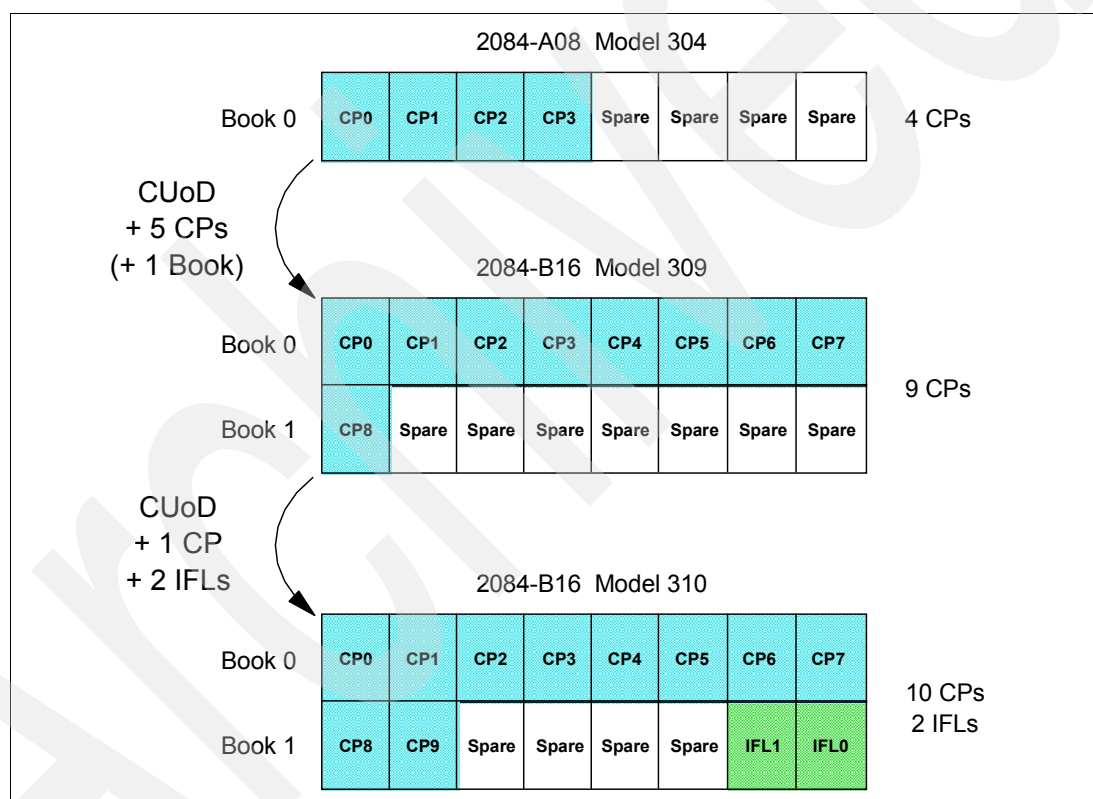 2084-A08 Model 304
Book 0 CP0 CP1 CP2 CP3 Spare Spare Spare Spare 4 CPs
CUoD
+ 5 CPs
(+ 1 Book)
2084-B16 Model 309
Book 0 CP0 CP1 CP2 CP3 CP4 CP5 CP6 CP7
9 CPs
Book 1 CP8 Spare Spare Spare Spare Spare Spare Spare
CUoD
+ 1 CP
+ 2 IFLs
2084-B16 Model 310
Book 0 CP0 CP1 CP2 CP3 CP4 CP5 CP6 CP7
10 CPs
2 IFLs
Book 1 CP8 CP9 Spare Spare Spare Spare IFL1 IFL0